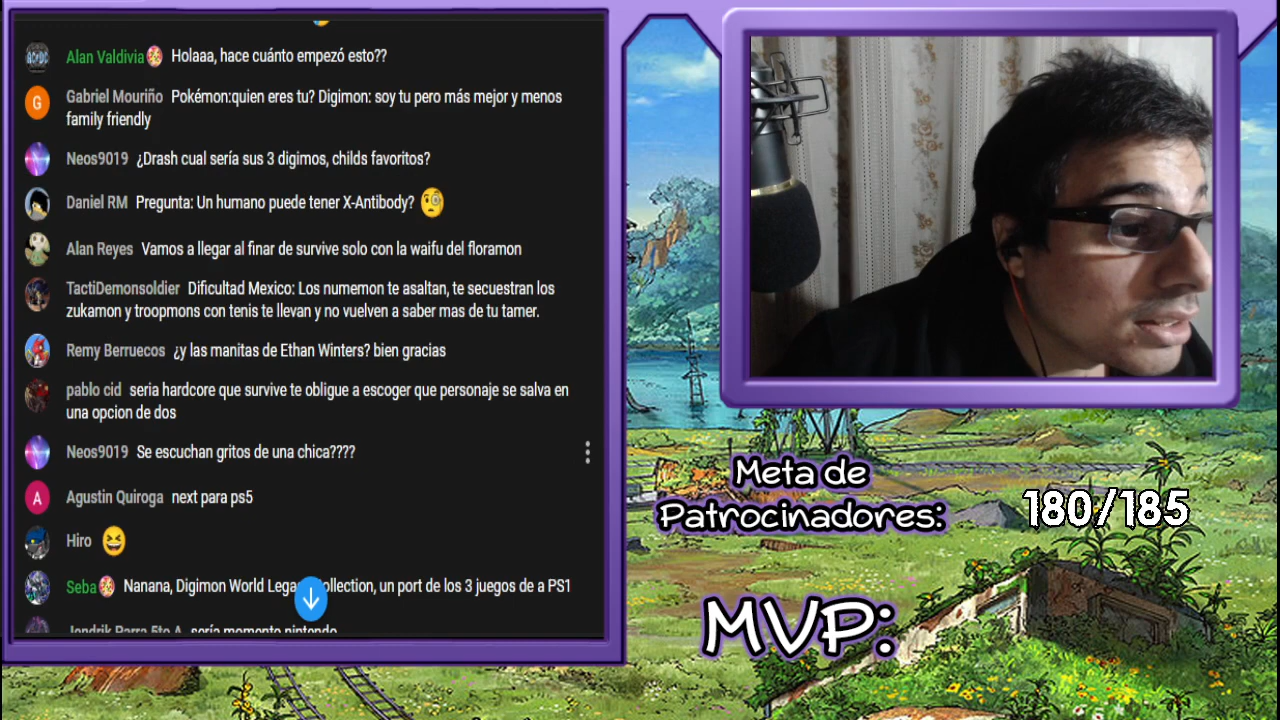 Alan Valdivia Holaaa, hace cuánto empezó esto??
Gabriel Mouriño Pokémon:quien eres tu? Digimon: soy tu pero más mejor y menos
family friendly
Neos9019 ¿Drash cual sería sus 3 digimos, childs favoritos?
Daniel RM Pregunta: Un humano puede tener X-Antibody? 🧐
Alan Reyes Vamos a llegar al finar de survive solo con la waifu del floramon
TactiDemonsoldier Dificultad Mexico: Los numemon te asaltan, te secuestran los
zukamon y troopmons con tenis te llevan y no vuelven a saber mas de tu tamer.
Remy Berruecos ¿y las manitas de Ethan Winters? bien gracias
pablo cid seria hardcore que survive te obligue a escoger que personaje se salva en
una opcion de dos
Neos9019 Se escuchan gritos de una chica????
Agustin Quiroga next para ps5
Hiro 😆
Seba Nanana, Digimon World un port de los 3 juegos de a PS1
sería momento nintendo
AC/DC
G
A
Meta de
Patrocinadores:
180/185
MVP: